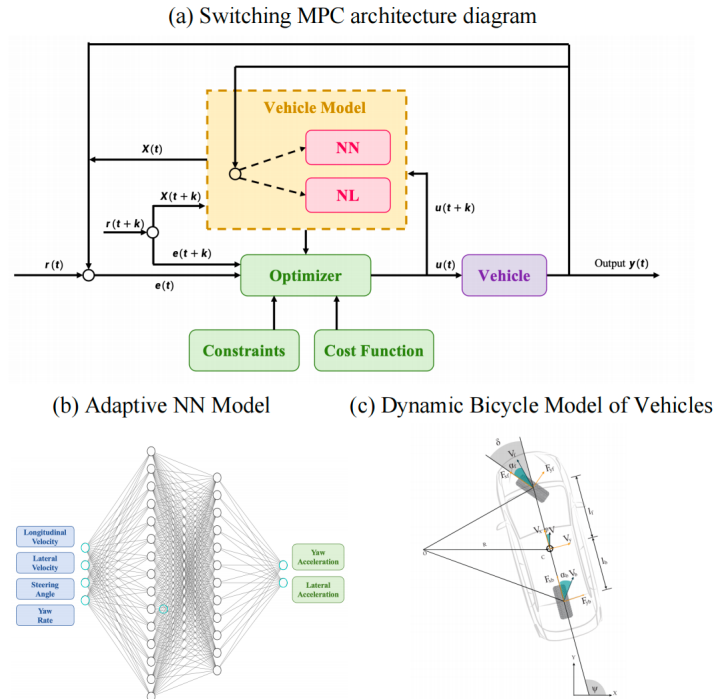 (a) Switching MPC architecture diagram
Vehicle Model
NN
NL
X(t)
X(t + k)
r(t + k)
u(t + k)
e(t + k)
r(t)
e(t)
Optimizer
u(t)
Vehicle
Output y(t)
Constraints
Cost Function
(b) Adaptive NN Model
(c) Dynamic Bicycle Model of Vehicles
Longitudinal
Velocity
Lateral
Velocity
Steering
Angle
Yaw
Rate
Yaw
Acceleration
Lateral
Acceleration
δ
R
C
V
Y
X
ψ